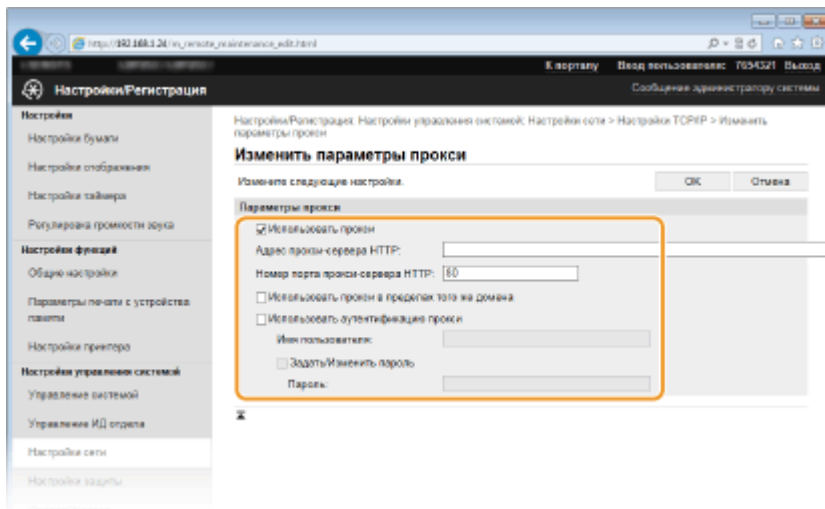 http://192.168.1.24/m_remote_maintenance_edit.html
К порталу Вход пользователя: 7654321 Выход
Настройки/Регистрация
Сообщение администратору системы
Настройки
Настройки бумаги
Настройки отображения
Настройки таймера
Регулировка громкости звука
Настройки функций
Общие настройки
Параметры печати с устройства памяти
Настройки принтера
Настройки управления системой
Управление системой
Управление ИД отдела
Настройки сети
Настройки защиты
Настройки/Регистрация: Настройки управления системой: Настройки сети > Настройки TCP/IP > Изменить
параметры прокси
Изменить параметры прокси
Измените следующие настройки.
OK Отмена
Параметры прокси
Использовать прокси
Адрес прокси-сервера HTTP:
Номер порта прокси-сервера HTTP: 80
Использовать прокси в пределах того же домена
Использовать аутентификацию прокси
Имя пользователя:
Задать/Изменить пароль
Пароль: